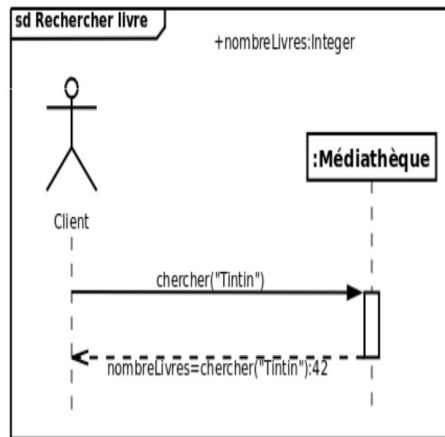 sd Rechercher livre
+nombreLivres:Integer
:Médiathèque
Client
chercher("Tintin")
nombreLivres=chercher("Tintin"):42